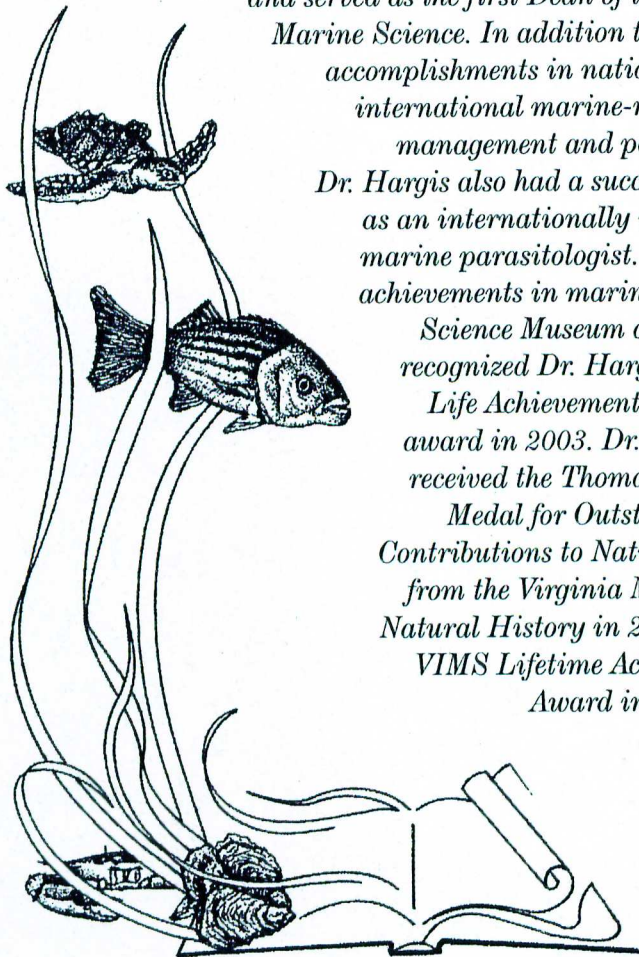 and served as the first Dean of
Marine Science. In addition t
accomplishments in natio
international marine-r
management and p
Dr. Hargis also had a succ
as an internationally
marine parasitologist.
achievements in marin
Science Museum o
recognized Dr. Harg
Life Achievement
award in 2003. Dr.
received the Thoma
Medal for Outst
Contributions to Nat
from the Virginia M
Natural History in 2
VIMS Lifetime Ac
Award in